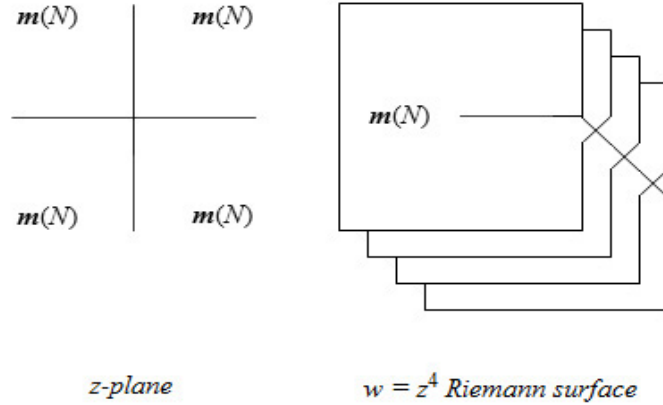 m(N) m(N)
m(N)
m(N) m(N)
z-plane w = z⁴ Riemann surface